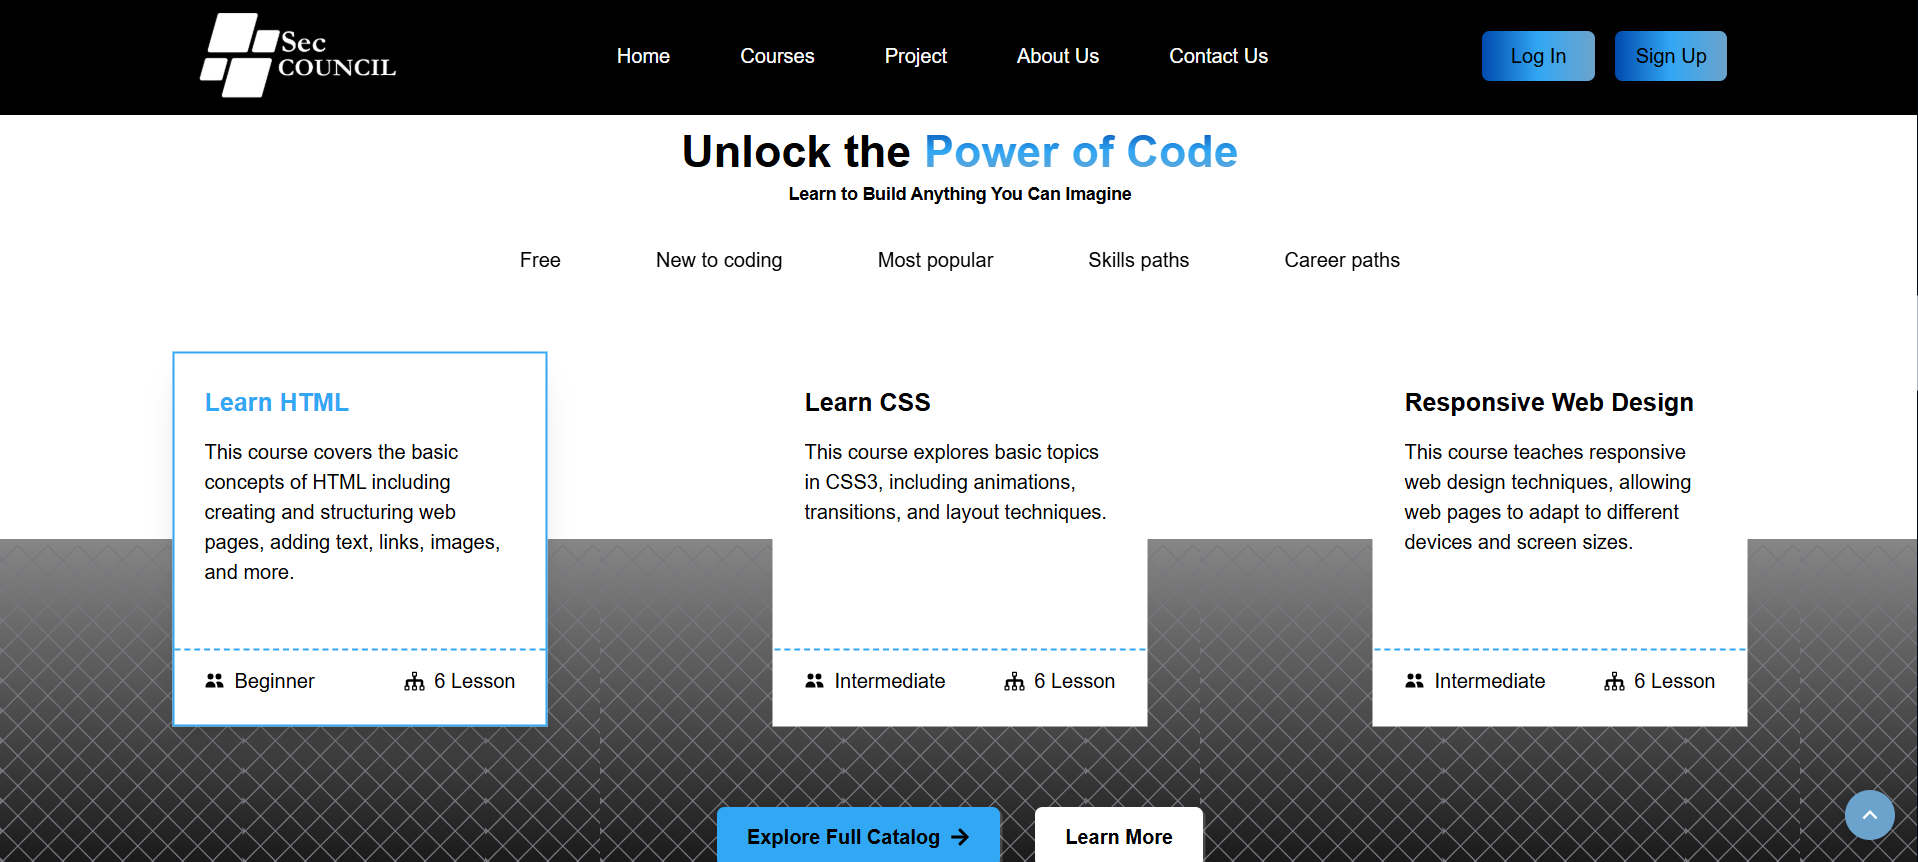 Sec
COUNCIL
Home
Courses
Project
About Us
Contact Us
Log In
Sign Up
Unlock the Power of Code
Learn to Build Anything You Can Imagine
Free
New to coding
Most popular
Skills paths
Career paths
Learn HTML
This course covers the basic
concepts of HTML including
creating and structuring web
pages, adding text, links, images,
and more.
Beginner
6 Lesson
Learn CSS
This course explores basic topics
in CSS3, including animations,
transitions, and layout techniques.
Intermediate
6 Lesson
Responsive Web Design
This course teaches responsive
web design techniques, allowing
web pages to adapt to different
devices and screen sizes.
Intermediate
6 Lesson
Explore Full Catalog
Learn More